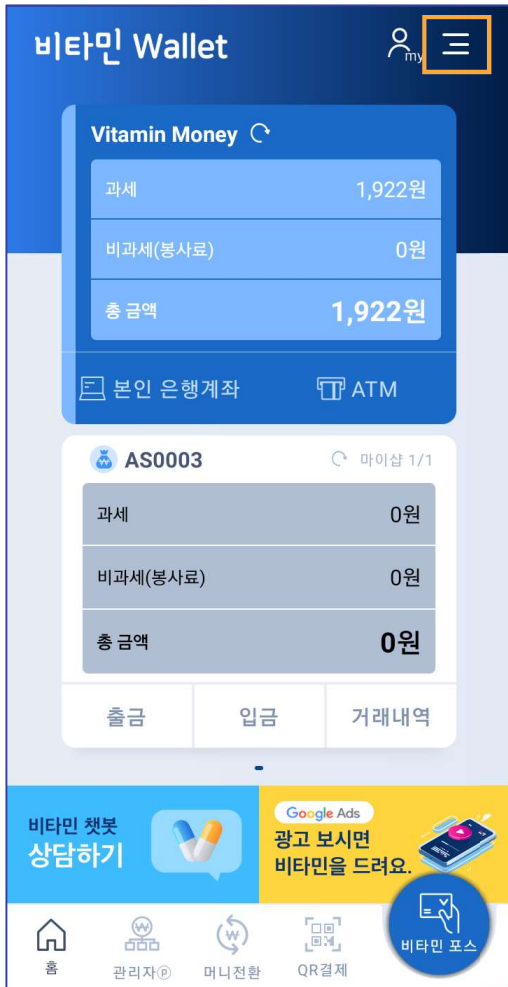 비타민 Wallet
my
Vitamin Money
과세 1,922원
비과세(봉사료) 0원
총 금액 1,922원
본인 은행계좌 ATM
AS0003 마이샵 1/1
과세 0원
비과세(봉사료) 0원
총 금액 0원
출금 입금 거래내역
비타민 챗봇
상담하기
Google Ads
광고 보시면
비타민을 드려요.
홈 관리자ⓟ 머니전환 QR결제 비타민 포스